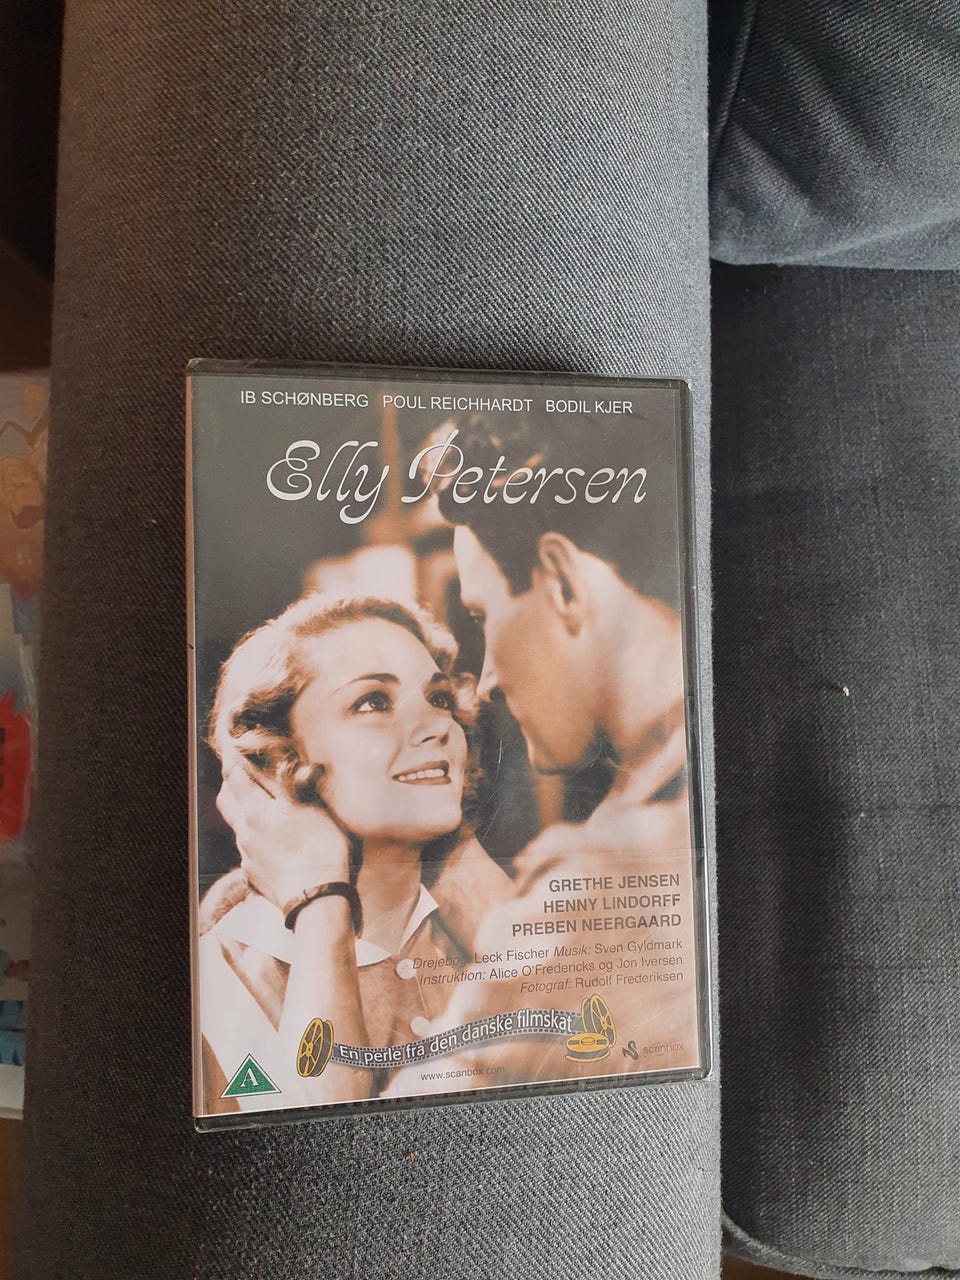 IB SCHØNBERG POUL REICHHARDT BODIL KJER
Elly Petersen
GRETHE JENSEN
HENNY LINDORFF
PREBEN NEERGAARD
Drejebog: Leck Fischer Musik: Sven Gyldmark
Instruktion: Alice O'Fredericks og Jon Iversen
Fotograf: Rudolf Frederiksen
En perle fra den danske filmskat
scanbox
www.scanbox.com
A